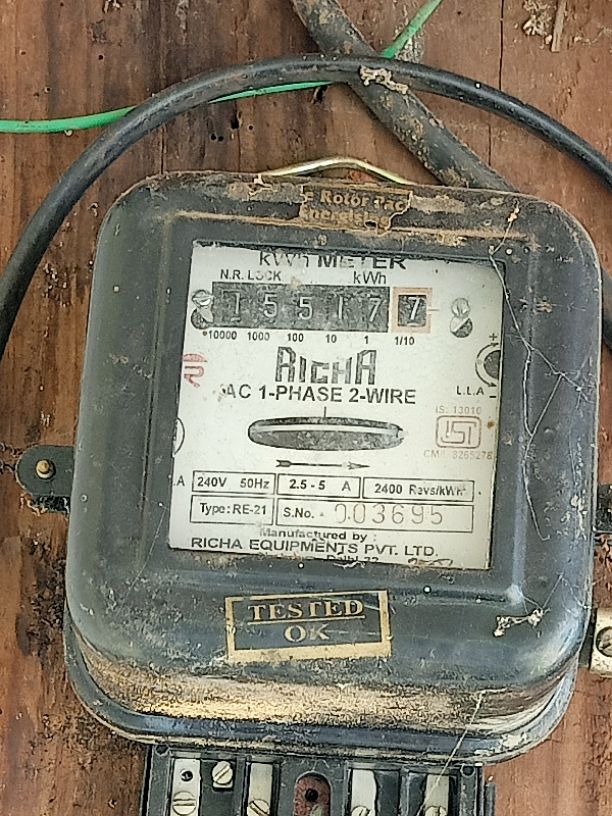 Rotor
Energising
kWh METER
N.R. LOCK kWh
1 5 5 1 7 7
10000 1000 100 10 1 1/10
RICHA
AC 1-PHASE 2-WIRE
L.L.A
IS: 13010
ISI
240V 50Hz 2.5 - 5 A 2400 Revs/kWh
Type: RE-21 S.No. 003695
Manufactured by :
RICHA EQUIPMENTS PVT. LTD.
TESTED
OK